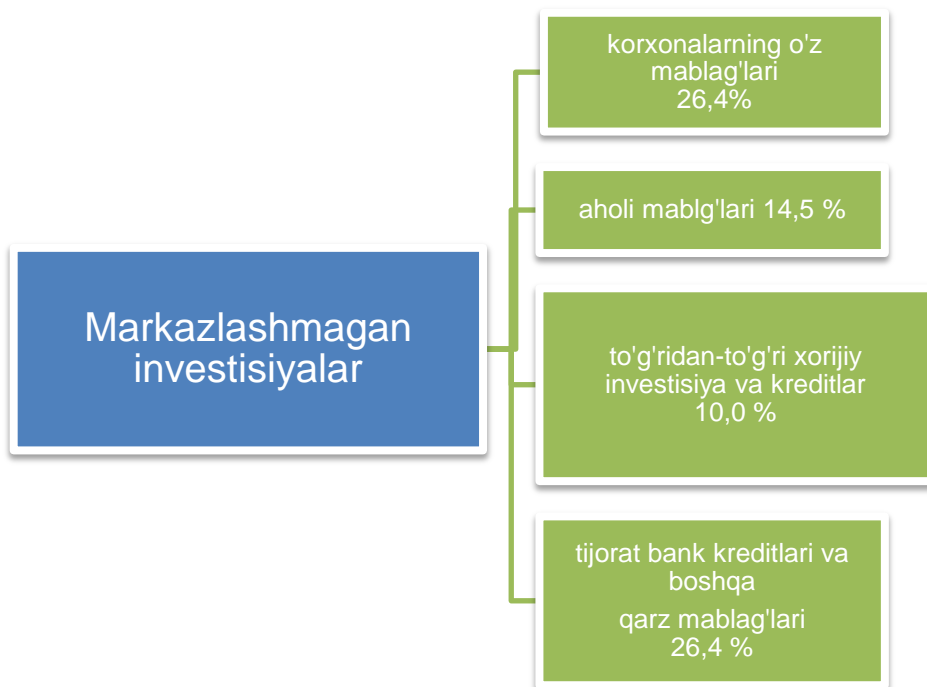 korxonalarning o'z
mablag'lari
26,4%
aholi mablg'lari 14,5 %
Markazlashmagan
investisiyalar
to'g'ridan-to'g'ri xorijiy
investisiya va kreditlar
10,0 %
tijorat bank kreditlari va
boshqa
qarz mablag'lari
26,4 %